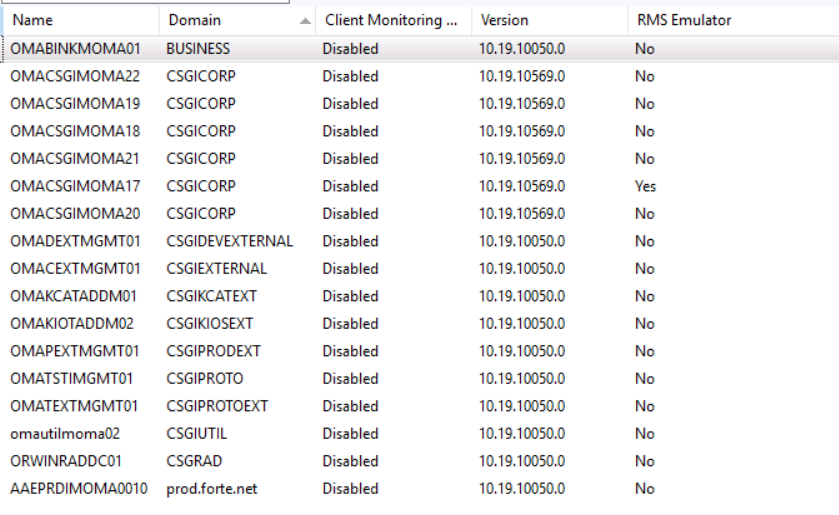 Name Domain Client Monitoring ... Version RMS Emulator
OMABINKMOMA01 BUSINESS Disabled 10.19.10050.0 No
OMACSGIMOMA22 CSGICORP Disabled 10.19.10569.0 No
OMACSGIMOMA19 CSGICORP Disabled 10.19.10569.0 No
OMACSGIMOMA18 CSGICORP Disabled 10.19.10569.0 No
OMACSGIMOMA21 CSGICORP Disabled 10.19.10569.0 No
OMACSGIMOMA17 CSGICORP Disabled 10.19.10569.0 Yes
OMACSGIMOMA20 CSGICORP Disabled 10.19.10569.0 No
OMADEXTMGMT01 CSGIDEVEXTERNAL Disabled 10.19.10050.0 No
OMACEXTMGMT01 CSGIEXTERNAL Disabled 10.19.10050.0 No
OMAKCATADDM01 CSGIKCATEXT Disabled 10.19.10050.0 No
OMAKIOTADDM02 CSGIKIOSEXT Disabled 10.19.10050.0 No
OMAPEXTMGMT01 CSGIPRODEXT Disabled 10.19.10050.0 No
OMATSTIMGMT01 CSGIPROTO Disabled 10.19.10050.0 No
OMATEXTMGMT01 CSGIPROTOEXT Disabled 10.19.10050.0 No
omautilmoma02 CSGIUTIL Disabled 10.19.10050.0 No
ORWINRADDC01 CSGRAD Disabled 10.19.10050.0 No
AAEPRDIMOMA0010 prod.forte.net Disabled 10.19.10050.0 No